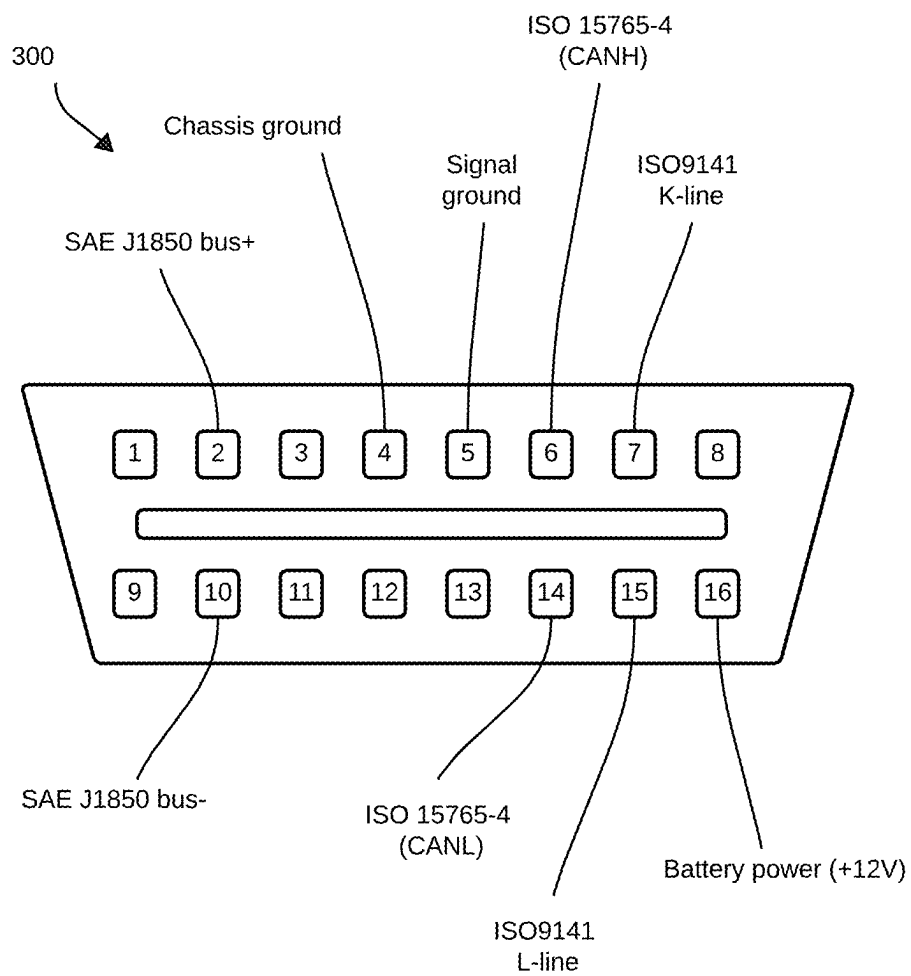 300
ISO 15765-4
(CANH)
Chassis ground
Signal
ground
ISO9141
K-line
SAE J1850 bus+
1 2 3 4 5 6 7 8
9 10 11 12 13 14 15 16
SAE J1850 bus-
ISO 15765-4
(CANL)
Battery power (+12V)
ISO9141
L-line